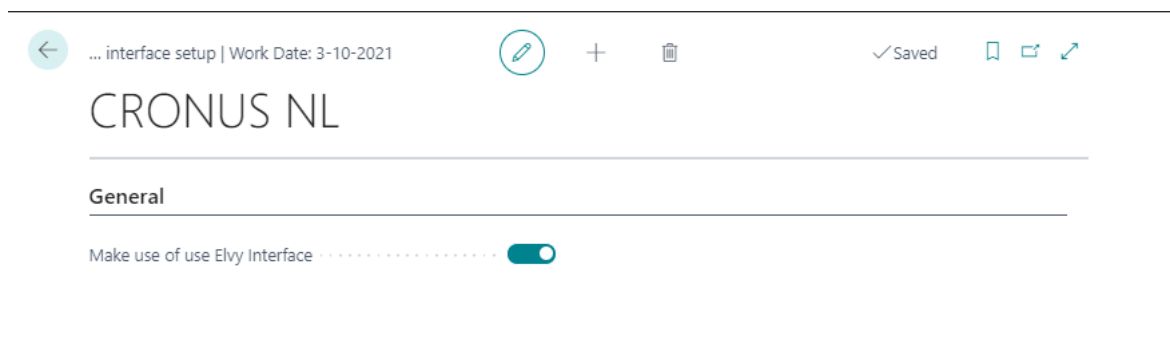 ... interface setup | Work Date: 3-10-2021
Saved
CRONUS NL
General
Make use of use Elvy Interface